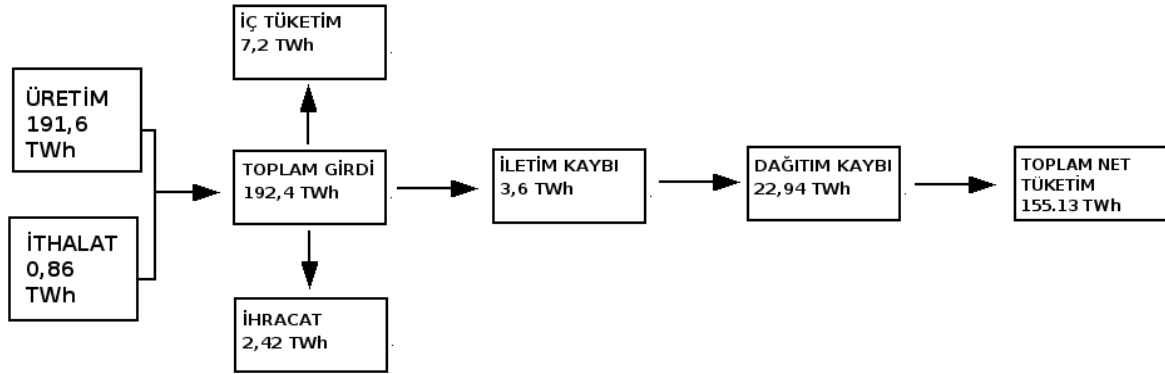 İÇ TÜKETİM
7,2 TWh
ÜRETİM
191,6
TWh
İTHALAT
0,86
TWh
TOPLAM GİRDİ
192,4 TWh
İHRACAT
2,42 TWh
İLETİM KAYBI
3,6 TWh
DAĞITIM KAYBI
22,94 TWh
TOPLAM NET
TÜKETİM
155.13 TWh